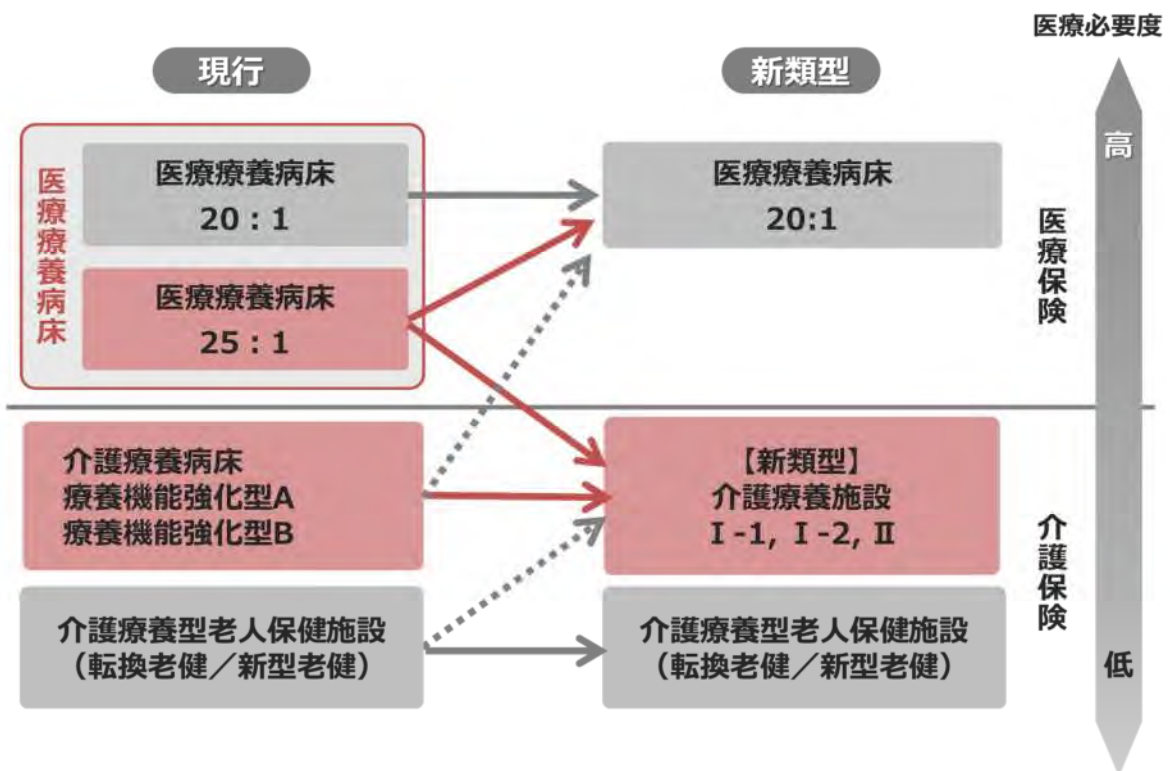 医療必要度
現行
新類型
高
医療療養病床
医療療養病床
20：1
医療療養病床
20:1
医療保険
医療療養病床
25：1
介護療養病床
療養機能強化型A
療養機能強化型B
【新類型】
介護療養施設
Ⅰ-1, Ⅰ-2, Ⅱ
介護保険
介護療養型老人保健施設
（転換老健／新型老健）
介護療養型老人保健施設
（転換老健／新型老健）
低